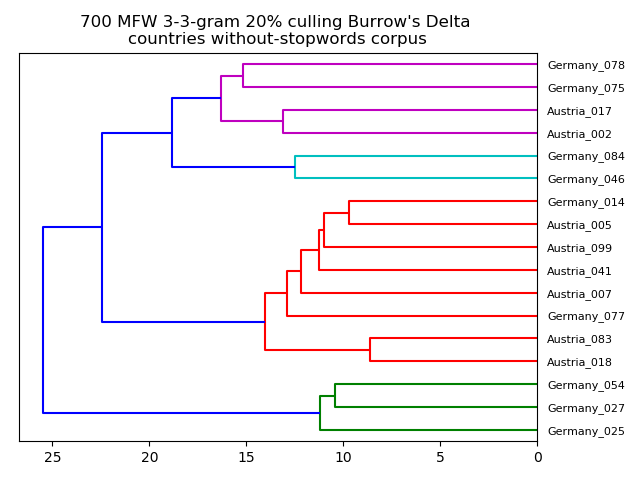 700 MFW 3-3-gram 20% culling Burrow's Delta
countries without-stopwords corpus
Germany_078
Germany_075
Austria_017
Austria_002
Germany_084
Germany_046
Germany_014
Austria_005
Austria_099
Austria_041
Austria_007
Germany_077
Austria_083
Austria_018
Germany_054
Germany_027
Germany_025
25 20 15 10 5 0